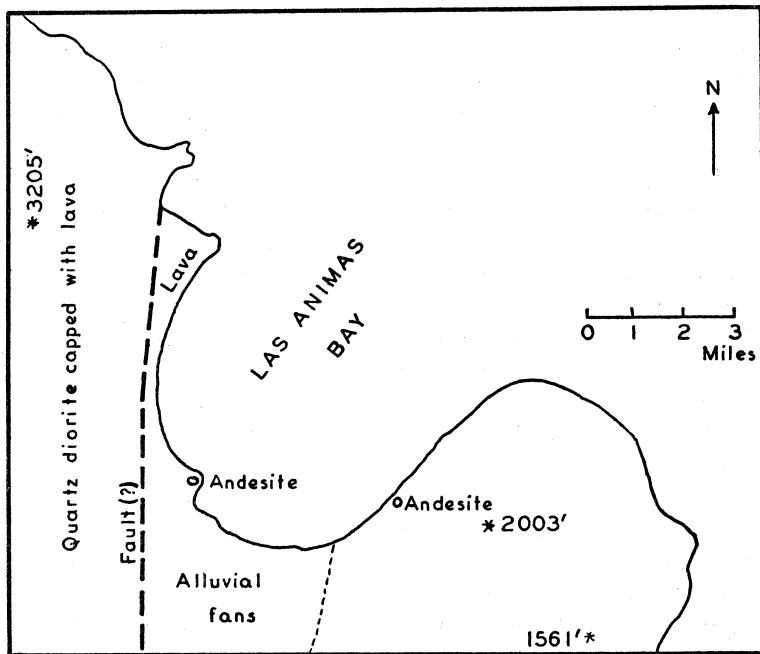 N
*3205'
Quartz diorite capped with lava
Lava
LAS ANIMAS
BAY
0 1 2 3
Miles
Fault(?)
Andesite
Andesite
*2003'
Alluvial
fans
1561'*